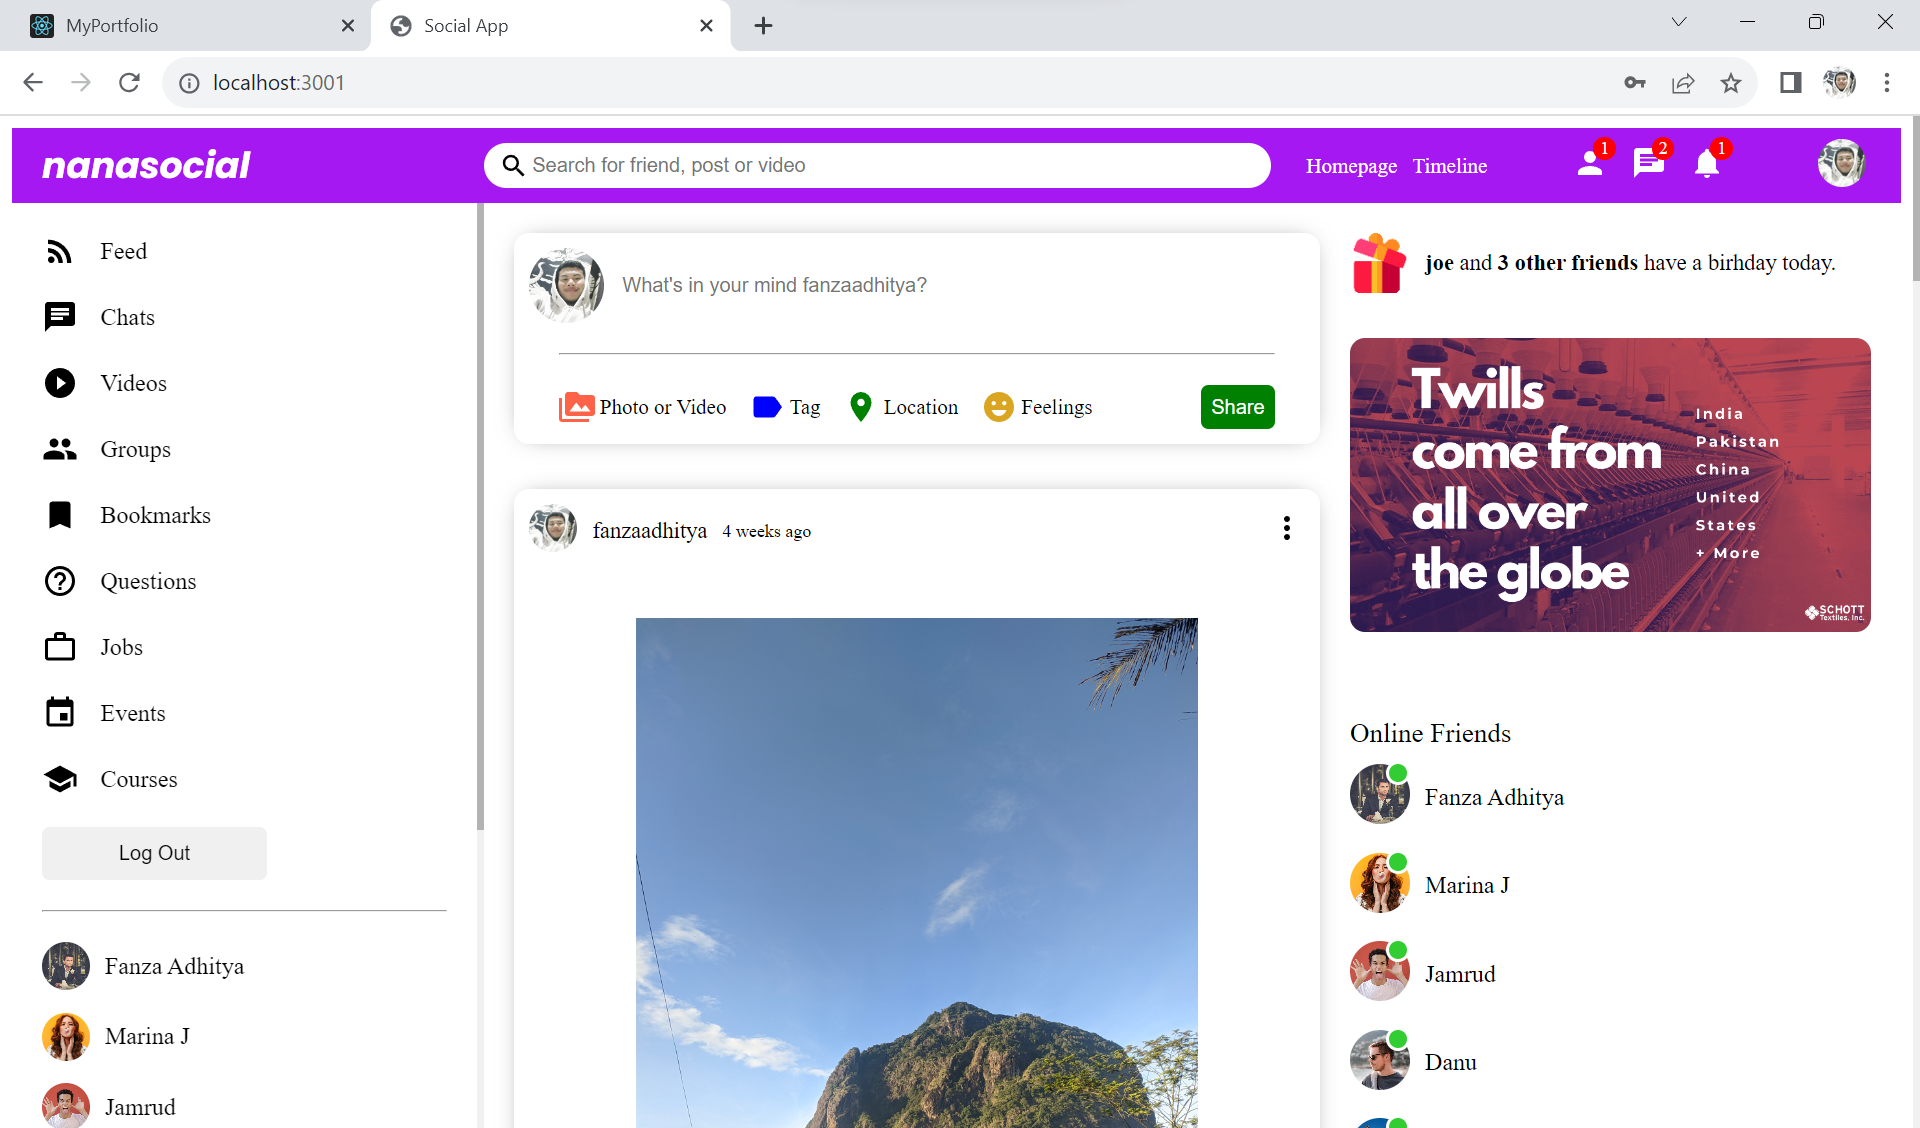 MyPortfolio
Social App
localhost:3001
nanasocial
Search for friend, post or video
Homepage Timeline
1
2
1
Feed
Chats
Videos
Groups
Bookmarks
Questions
Jobs
Events
Courses
Log Out
Fanza Adhitya
Marina J
Jamrud
What's in your mind fanzaadhitya?
Photo or Video
Tag
Location
Feelings
Share
fanzaadhitya 4 weeks ago
joe and 3 other friends have a birhday today.
Twills
come from
all over
the globe
India
Pakistan
China
United
States
+ More
SCHOTT
Textiles, Inc.
Online Friends
Fanza Adhitya
Marina J
Jamrud
Danu